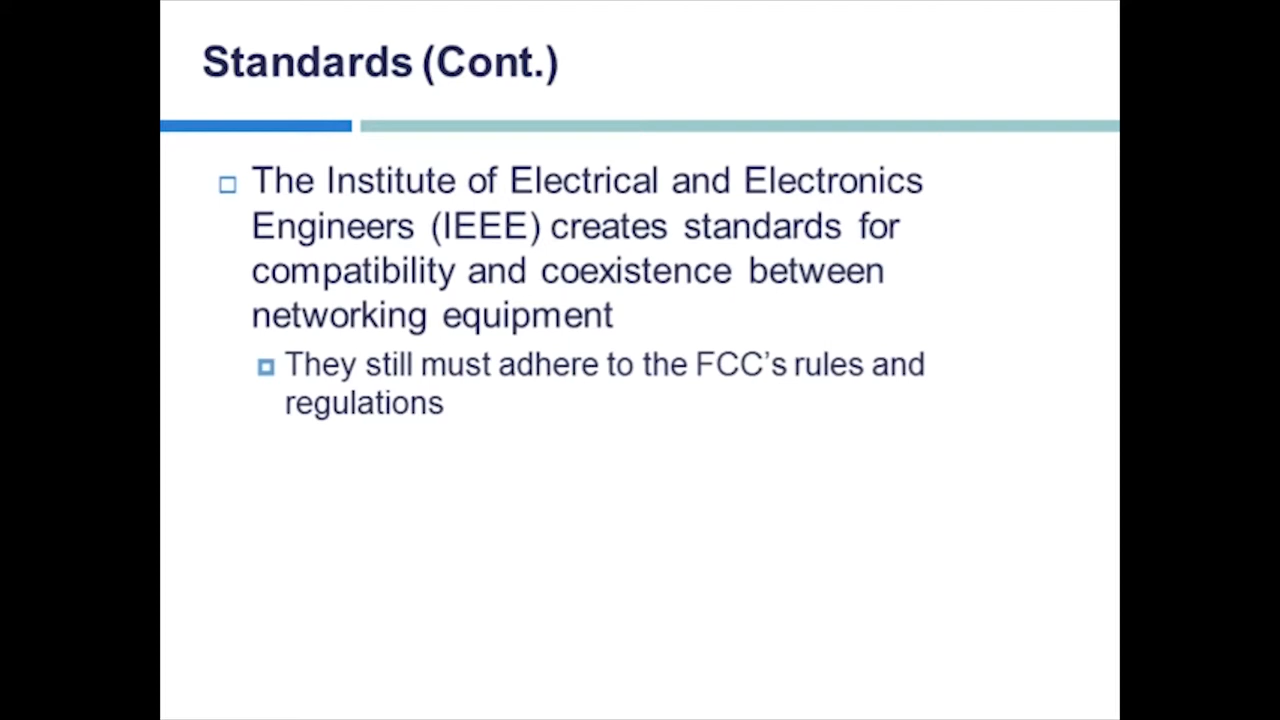 Standards (Cont.)
The Institute of Electrical and Electronics
Engineers (IEEE) creates standards for
compatibility and coexistence between
networking equipment
They still must adhere to the FCC’s rules and
regulations